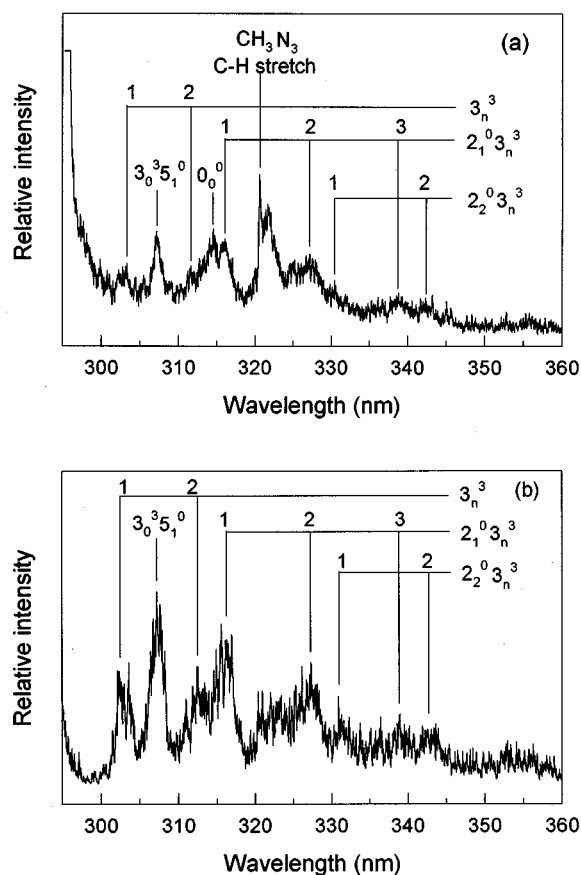 CH₃N₃
C-H stretch
(a)
1 2 3ₙ³
1 2 3 2₁⁰3ₙ³
3₀³5₁⁰ 0₀⁰
1 2 2₂⁰3ₙ³
Relative intensity
300 310 320 330 340 350 360
Wavelength (nm)
(b)
1 2 3ₙ³
3₀³5₁⁰
1 2 3 2₁⁰3ₙ³
1 2 2₂⁰3ₙ³
Relative intensity
300 310 320 330 340 350 360
Wavelength (nm)